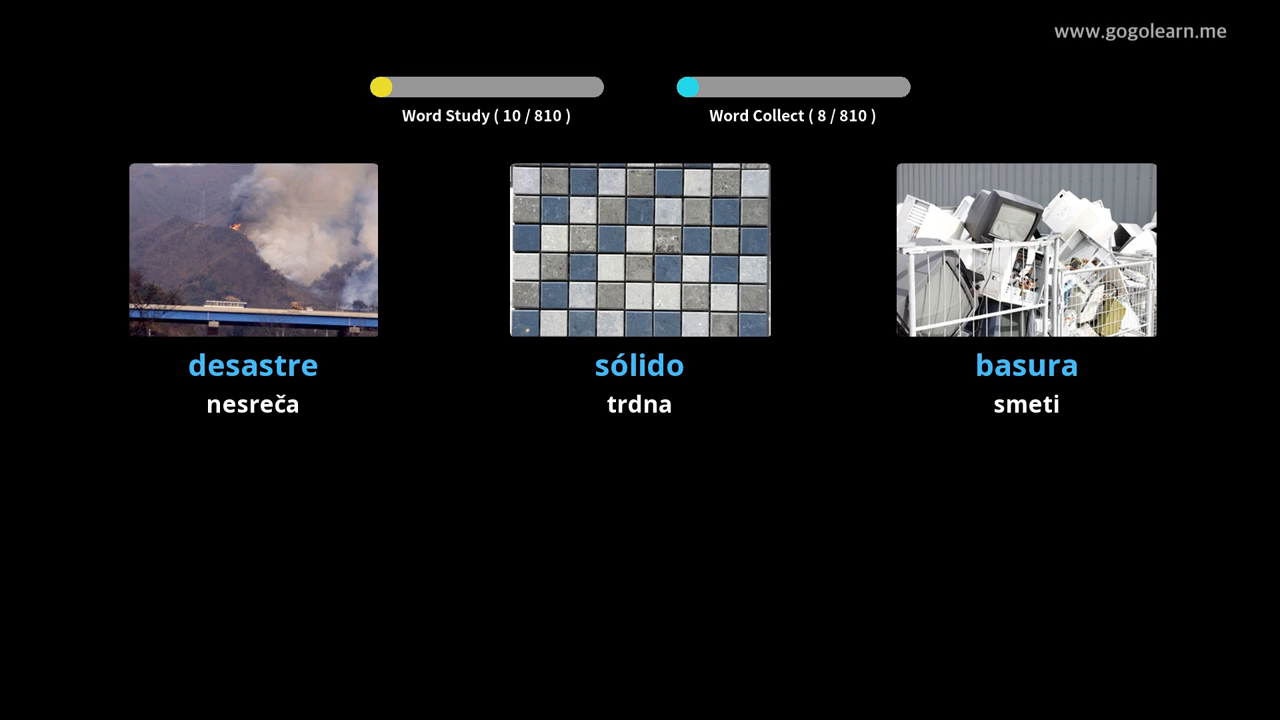 www.gogolearn.me
Word Study ( 10 / 810 )
Word Collect ( 8 / 810 )
desastre
nesreča
sólido
trdna
basura
smeti